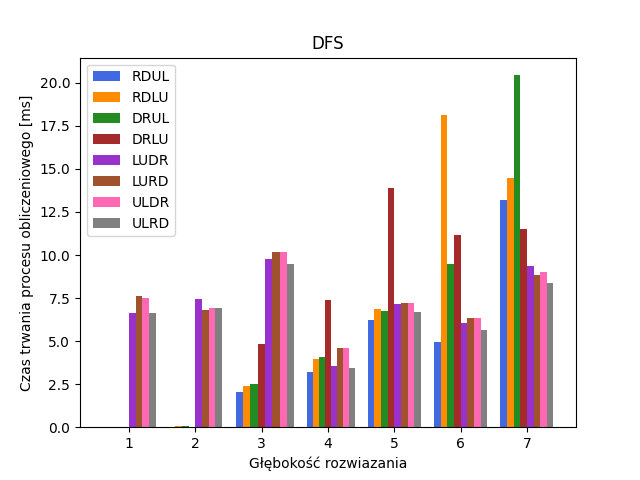 DFS
Czas trwania procesu obliczeniowego [ms]
20.0
17.5
15.0
12.5
10.0
7.5
5.0
2.5
0.0
RDUL
RDLU
DRUL
DRLU
LUDR
LURD
ULDR
ULRD
1 2 3 4 5 6 7
Głębokość rozwiazania